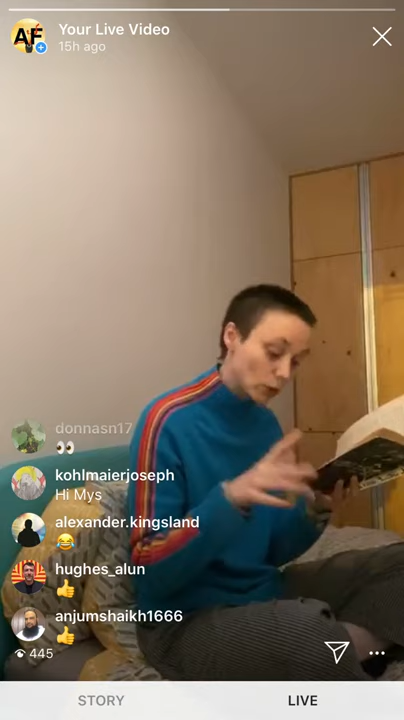 AF
Your Live Video
15h ago
donnasn17
kohlmaierjoseph
Hi Mys
alexander.kingsland
😂
hughes_alun
👍
anjumshaikh1666
👍
445
STORY
LIVE